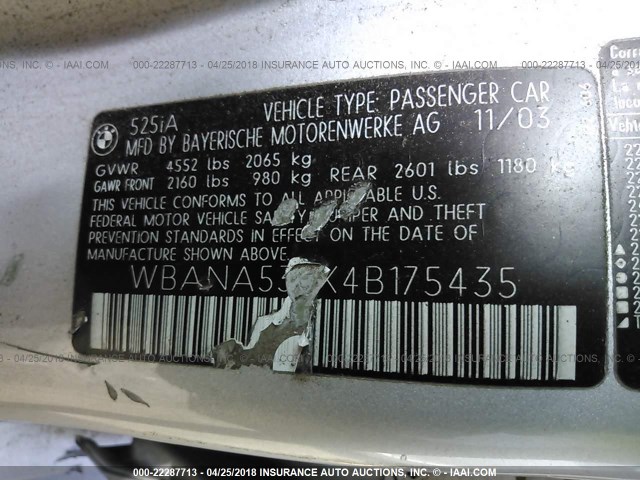 000-22287713 - 04/25/2018 INSURANCE AUTO AUCTIONS, INC. - © IAAI.COM
525iA VEHICLE TYPE: PASSENGER CAR
MFD BY BAYERISCHE MOTORENWERKE AG 11/03
GVWR 4552 lbs 2065 kg
GAWR FRONT 2160 lbs 980 kg REAR 2601 lbs 1180 kg
THIS VEHICLE CONFORMS TO ALL APPLICABLE U.S.
FEDERAL MOTOR VEHICLE SAFETY, BUMPER AND THEFT
PREVENTION STANDARDS IN EFFECT ON THE DATE OF
MANUFACTURE SHOWN ABOVE.
WBANA53 X4B175435
000-22287713 - 04/25/2018 INSURANCE AUTO AUCTIONS, INC. - © IAAI.COM